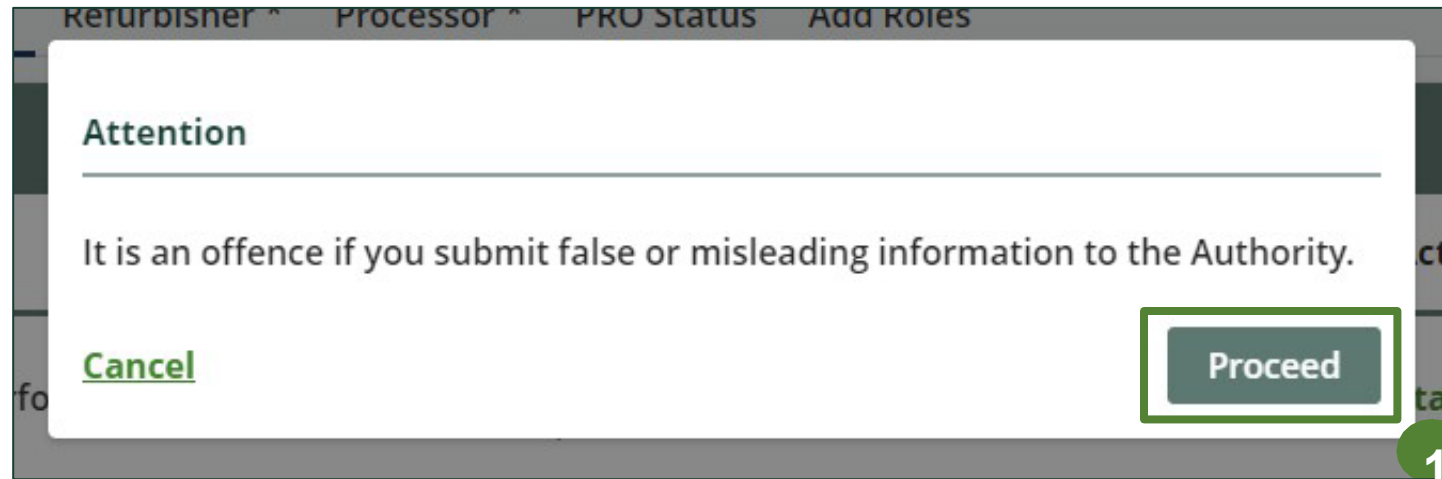 Refurbisher ^ Processor ^ PRO Status Add Roles
Attention
It is an offence if you submit false or misleading information to the Authority.
Cancel
Proceed
1